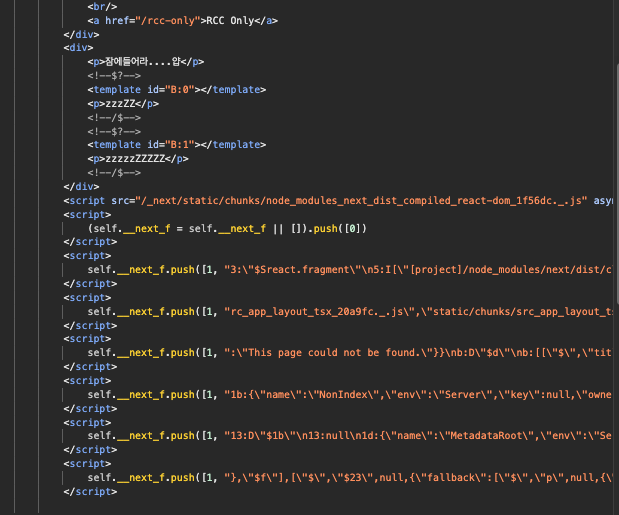 <br/>
<a href="/rcc-only">RCC Only</a>
</div>
<div>
<p>잠에들어라....얍</p>
<!--$?-->
<template id="B:0"></template>
<p>zzzZZ</p>
<!--/$-->
<!--$?-->
<template id="B:1"></template>
<p>zzzzzZZZZZ</p>
<!--/$-->
</div>
<script src="/_next/static/chunks/node_modules_next_dist_compiled_react-dom_1f56dc._.js" asyn
<script>
(self.__next_f = self.__next_f || []).push([0])
</script>
<script>
self.__next_f.push([1, "3:\"$Sreact.fragment\"\n5:I[\"[project]/node_modules/next/dist/c
</script>
<script>
self.__next_f.push([1, "rc_app_layout_tsx_20a9fc._.js\",\"static/chunks/src_app_layout_ts
</script>
<script>
self.__next_f.push([1, ":\"This page could not be found.\"}}\nb:D\"$d\"\nb:[[\"$\",\"tit
</script>
<script>
self.__next_f.push([1, "1b:{\"name\":\"NonIndex\",\"env\":\"Server\",\"key\":null,\"owne
</script>
<script>
self.__next_f.push([1, "13:D\"$1b\"\n13:null\n1d:{\"name\":\"MetadataRoot\",\"env\":\"Se
</script>
<script>
self.__next_f.push([1, "},\"$f\"],[\"$\",\"$23\",null,{\"fallback\":[\"$\",\"p\",null,{\"
</script>